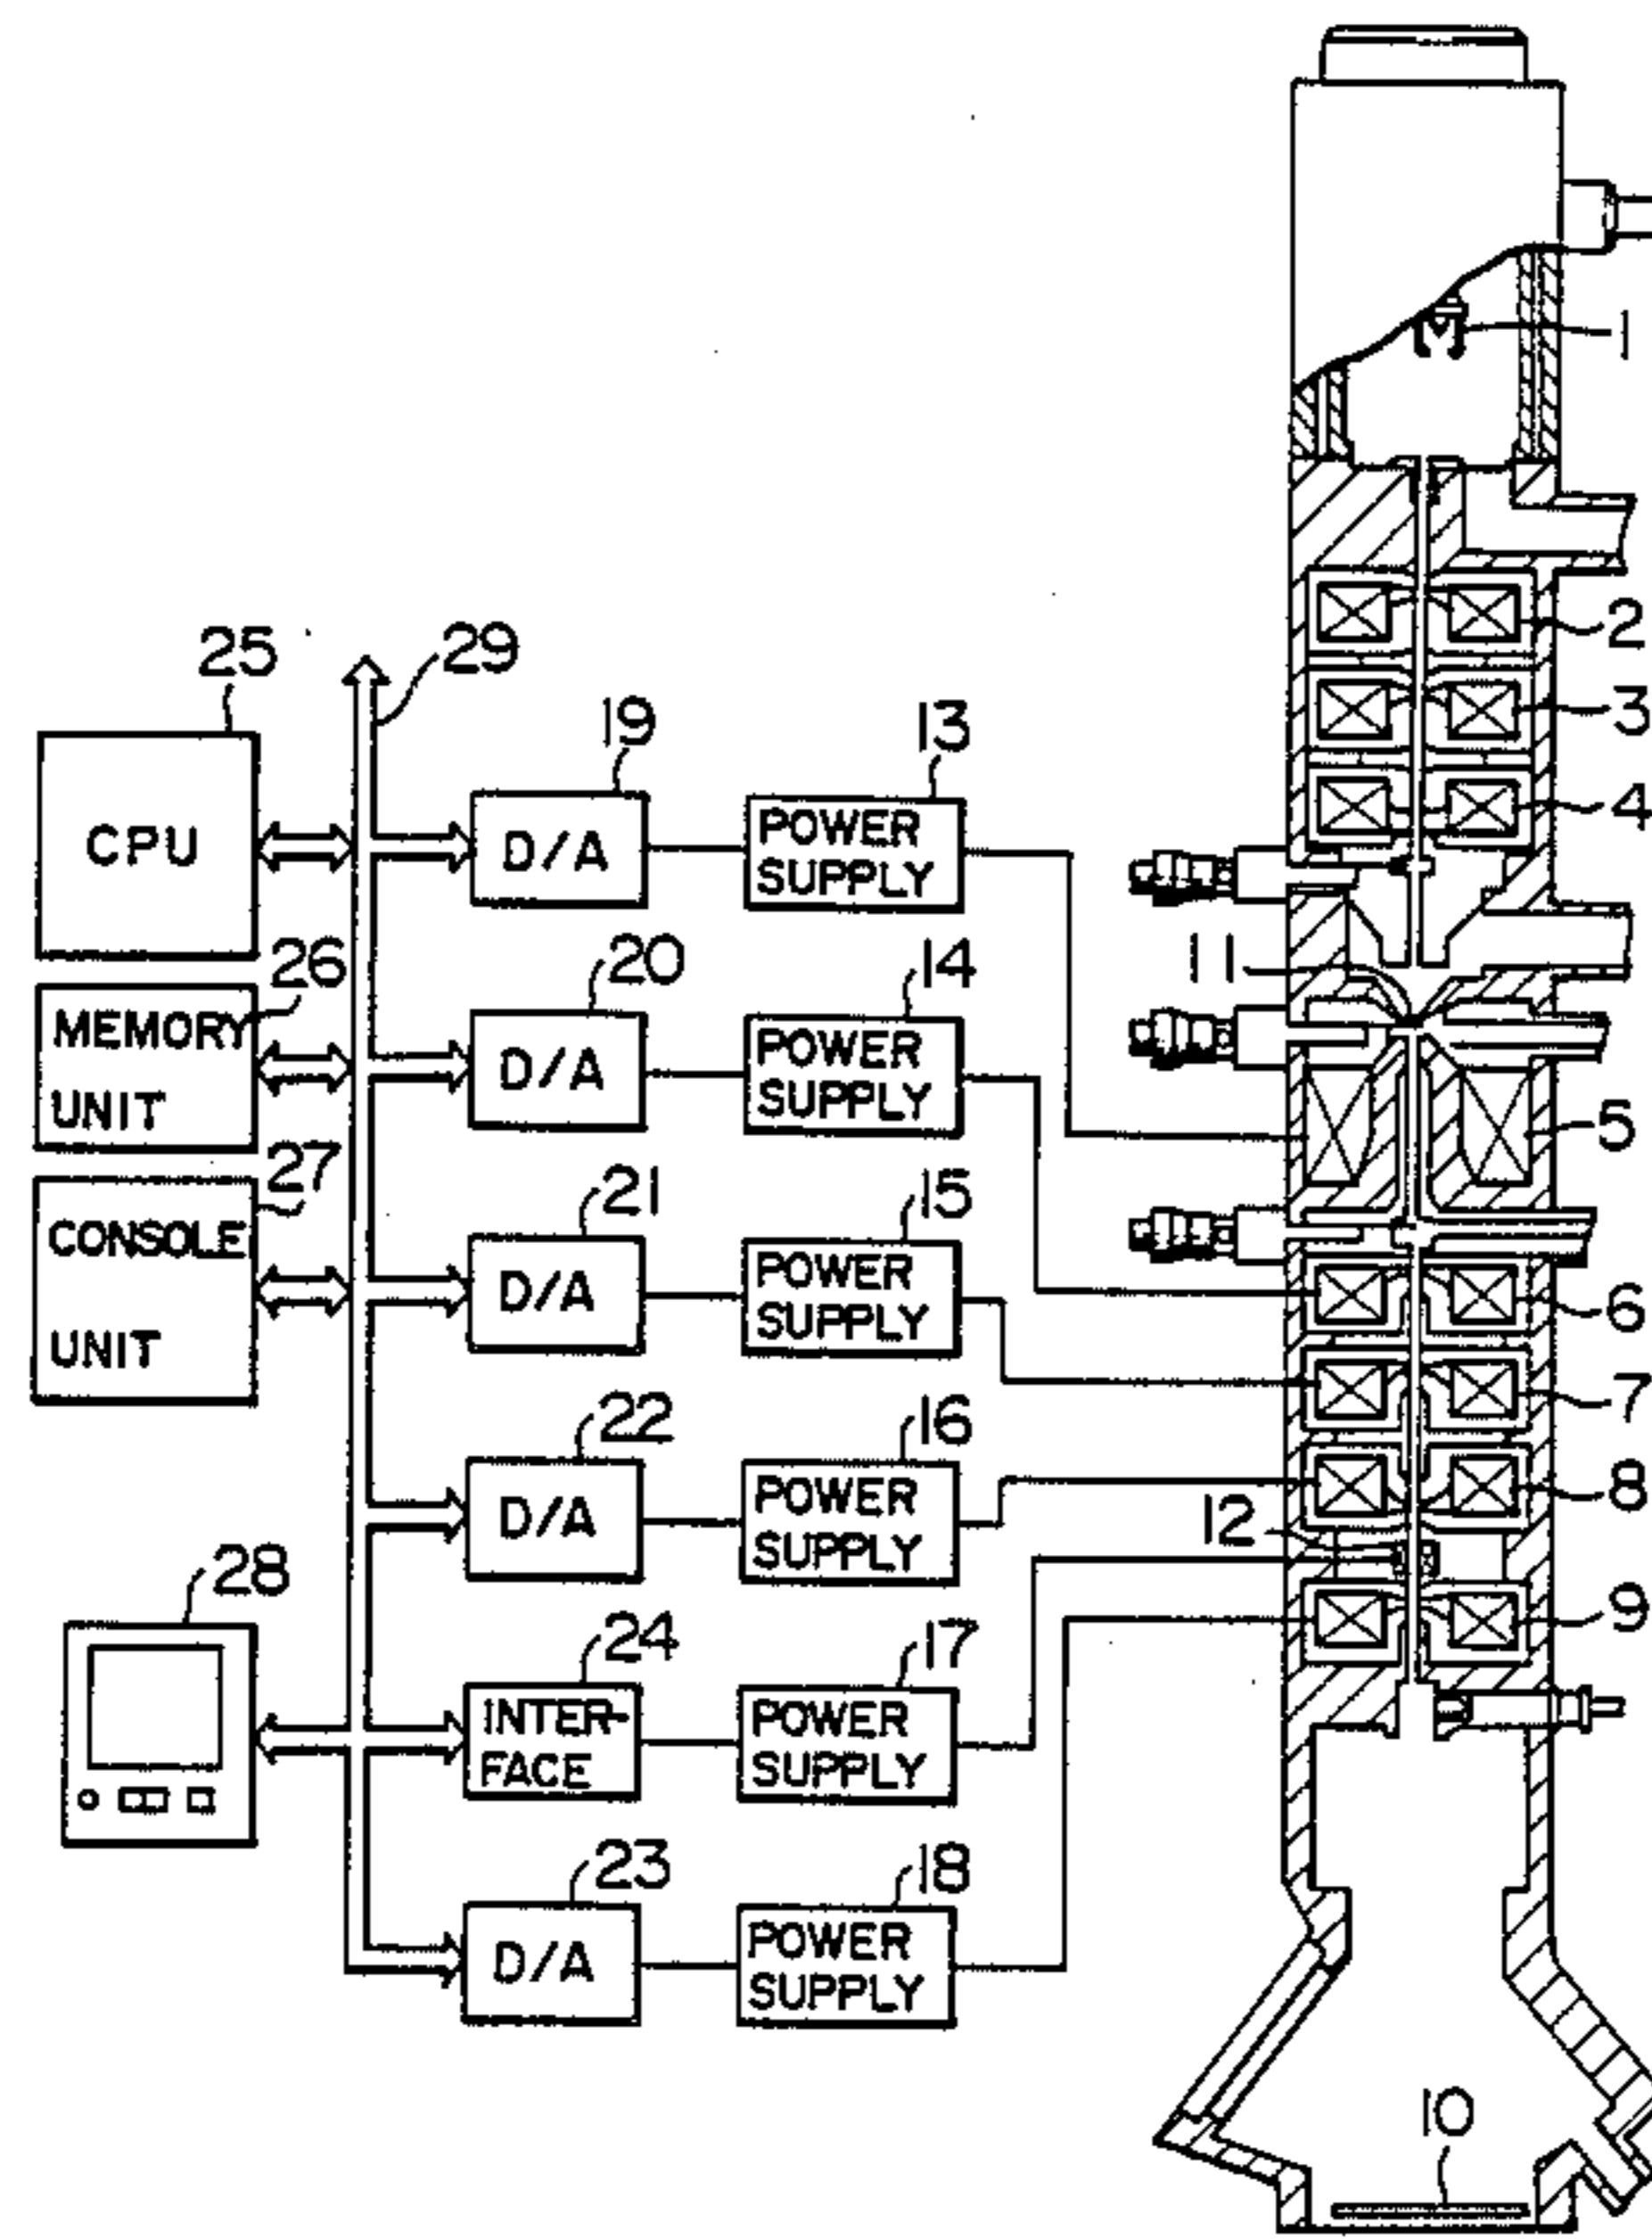 1
2
25
29
3
19
13
CPU
D/A
POWER
SUPPLY
4
26
20
14
11
MEMORY
UNIT
D/A
POWER
SUPPLY
5
27
21
15
CONSOLE
UNIT
D/A
POWER
SUPPLY
6
7
22
16
8
D/A
POWER
SUPPLY
12
28
9
24
17
INTER-
FACE
POWER
SUPPLY
23
18
D/A
POWER
SUPPLY
10